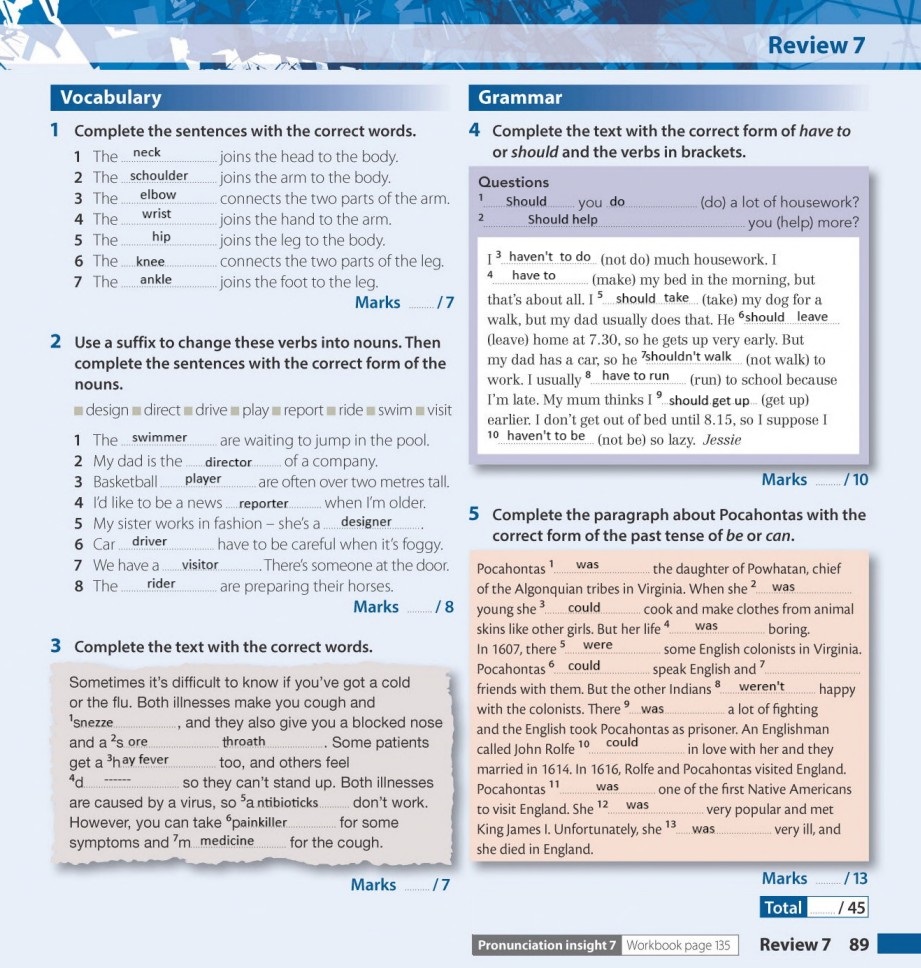 Review 7
Vocabulary
1 Complete the sentences with the correct words.
1 The neck joins the head to the body.
2 The schoulder joins the arm to the body.
3 The elbow connects the two parts of the arm.
4 The wrist joins the hand to the arm.
5 The hip joins the leg to the body.
6 The knee connects the two parts of the leg.
7 The ankle joins the foot to the leg.
Marks ........ / 7
2 Use a suffix to change these verbs into nouns. Then
complete the sentences with the correct form of the
nouns.
■ design ■ direct ■ drive ■ play ■ report ■ ride ■ swim ■ visit
1 The swimmer are waiting to jump in the pool.
2 My dad is the director of a company.
3 Basketball player are often over two metres tall.
4 I'd like to be a news reporter when I'm older.
5 My sister works in fashion – she's a designer.
6 Car driver have to be careful when it's foggy.
7 We have a visitor. There's someone at the door.
8 The rider are preparing their horses.
Marks ........ / 8
3 Complete the text with the correct words.
Sometimes it's difficult to know if you've got a cold
or the flu. Both illnesses make you cough and
1snezze, and they also give you a blocked nose
and a 2s ore throath. Some patients
get a 3hay fever too, and others feel
4d ------ so they can't stand up. Both illnesses
are caused by a virus, so 5a ntibioticks don't work.
However, you can take 6painkiller for some
symptoms and 7m medicine for the cough.
Marks ........ / 7
Grammar
4 Complete the text with the correct form of have to
or should and the verbs in brackets.
Questions
1 Should you do (do) a lot of housework?
2 Should help you (help) more?
I 3 haven't to do (not do) much housework. I
4 have to (make) my bed in the morning, but
that's about all. I 5 should take (take) my dog for a
walk, but my dad usually does that. He 6should leave
(leave) home at 7.30, so he gets up very early. But
my dad has a car, so he 7shouldn't walk (not walk) to
work. I usually 8 have to run (run) to school because
I'm late. My mum thinks I 9 should get up (get up)
earlier. I don't get out of bed until 8.15, so I suppose I
10 haven't to be (not be) so lazy. Jessie
Marks ........ / 10
5 Complete the paragraph about Pocahontas with the
correct form of the past tense of be or can.
Pocahontas 1 was the daughter of Powhatan, chief
of the Algonquian tribes in Virginia. When she 2 was
young she 3 could cook and make clothes from animal
skins like other girls. But her life 4 was boring.
In 1607, there 5 were some English colonists in Virginia.
Pocahontas 6 could speak English and 7
friends with them. But the other Indians 8 weren't happy
with the colonists. There 9 was a lot of fighting
and the English took Pocahontas as prisoner. An Englishman
called John Rolfe 10 could in love with her and they
married in 1614. In 1616, Rolfe and Pocahontas visited England.
Pocahontas 11 was one of the first Native Americans
to visit England. She 12 was very popular and met
King James I. Unfortunately, she 13 was very ill, and
she died in England.
Marks ........ / 13
Total ........ / 45
Pronunciation insight 7 Workbook page 135 Review 7 89